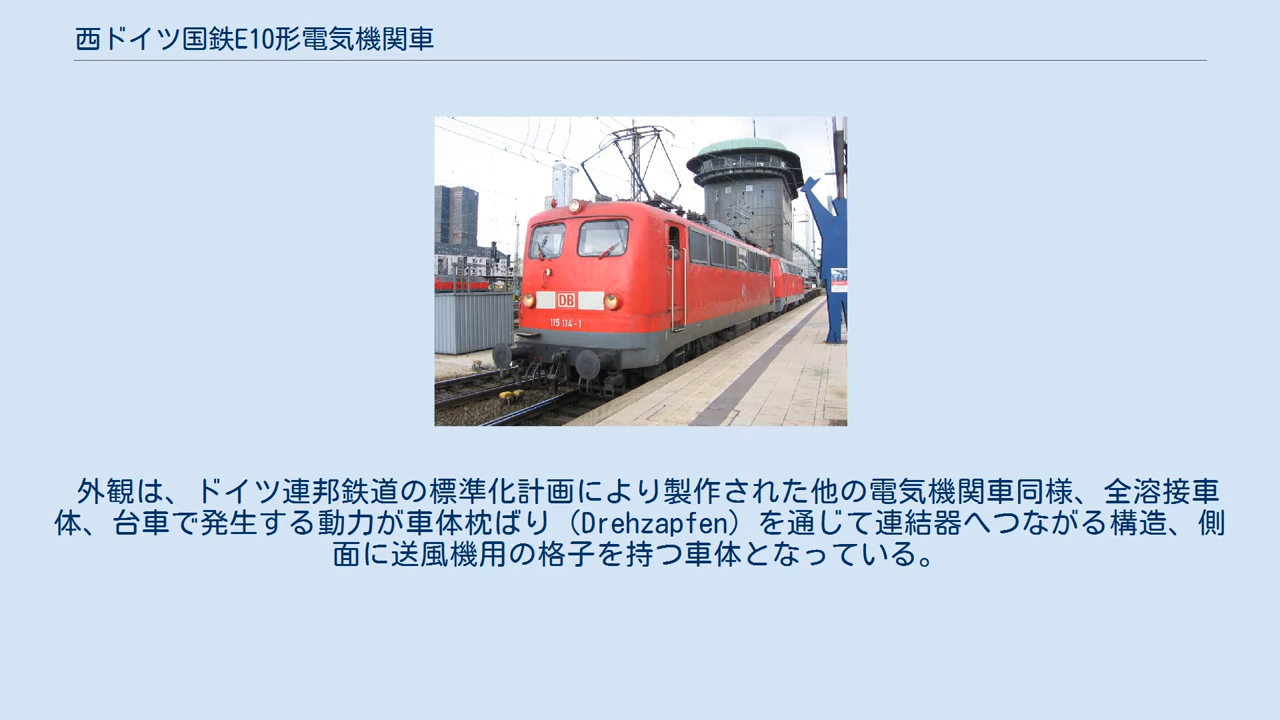 西ドイツ国鉄E10形電気機関車
DB
115 114-1
外観は、ドイツ連邦鉄道の標準化計画により製作された他の電気機関車同様、全溶接車
体、台車で発生する動力が車体枕ばり（Drehzapfen）を通じて連結器へつながる構造、側
面に送風機用の格子を持つ車体となっている。